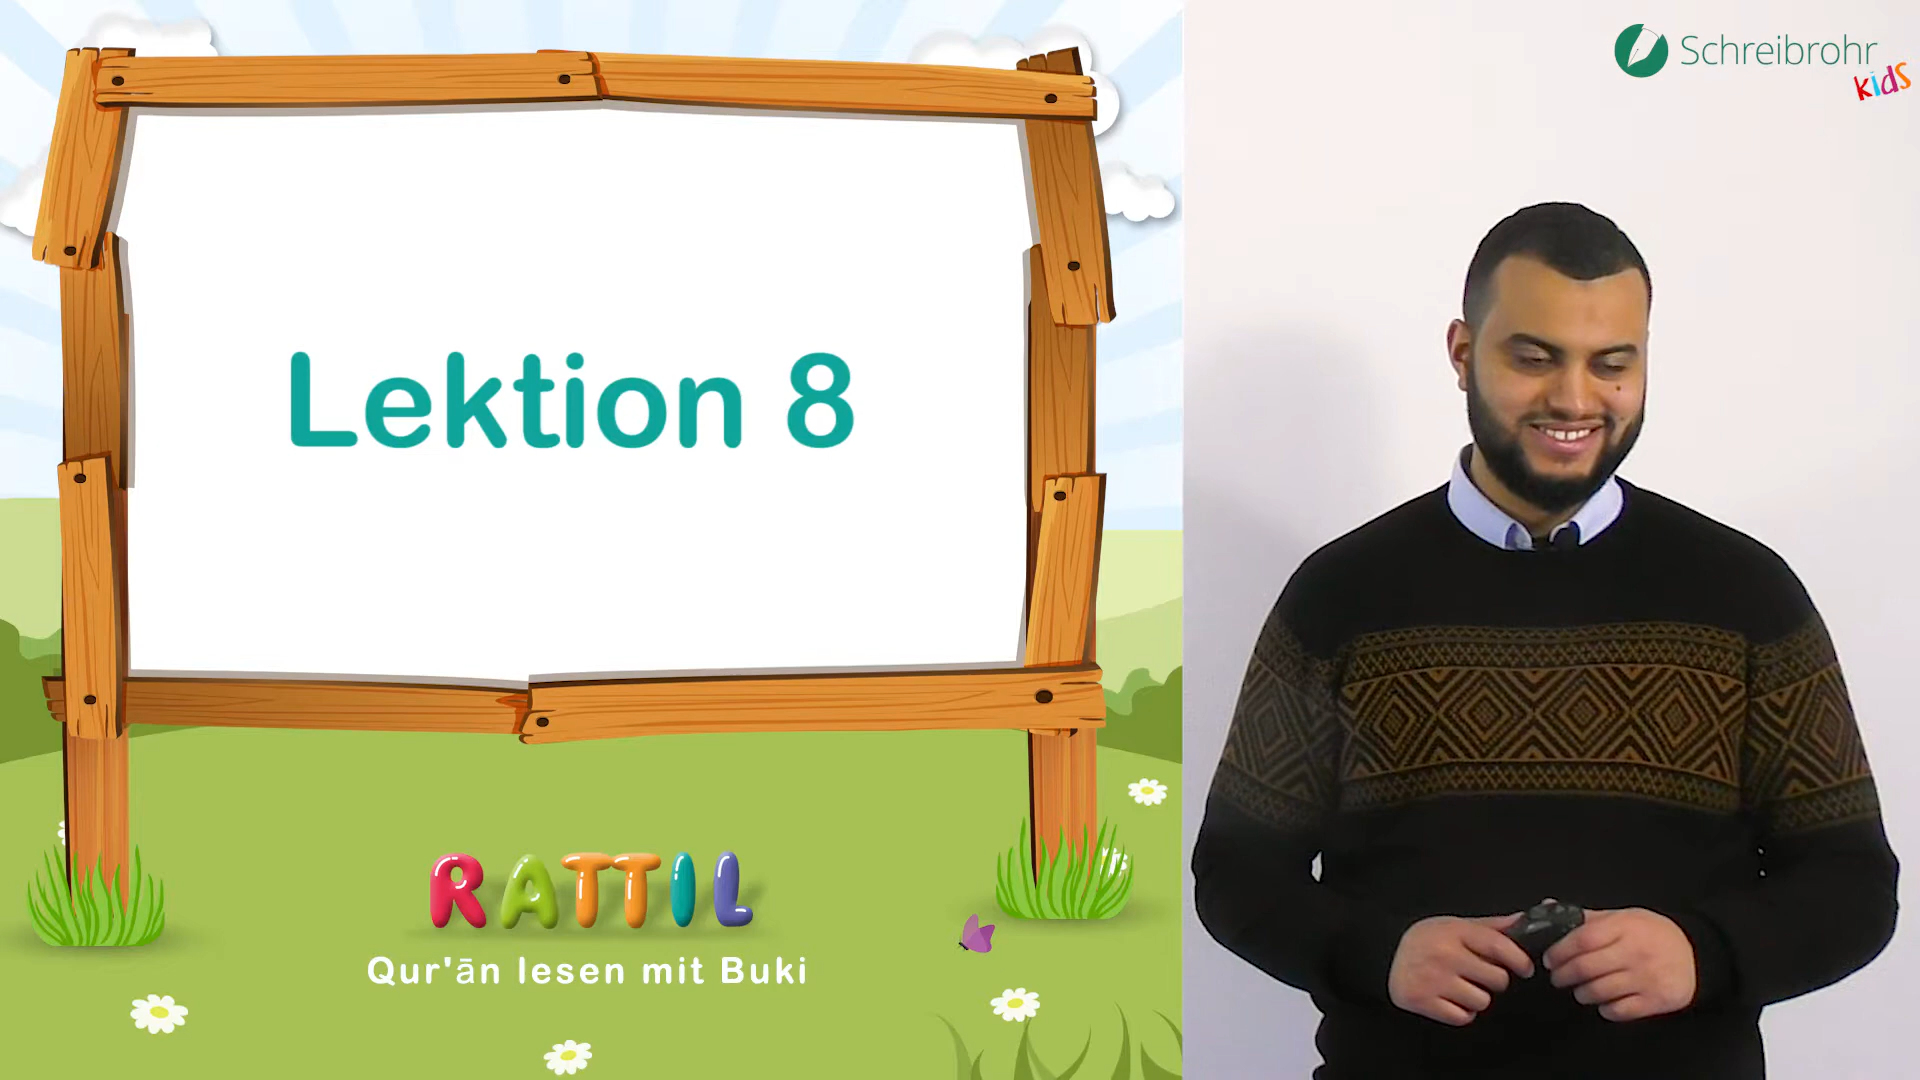 Schreibrohr
kids
Lektion 8
RATTIL
Qur'ān lesen mit Buki